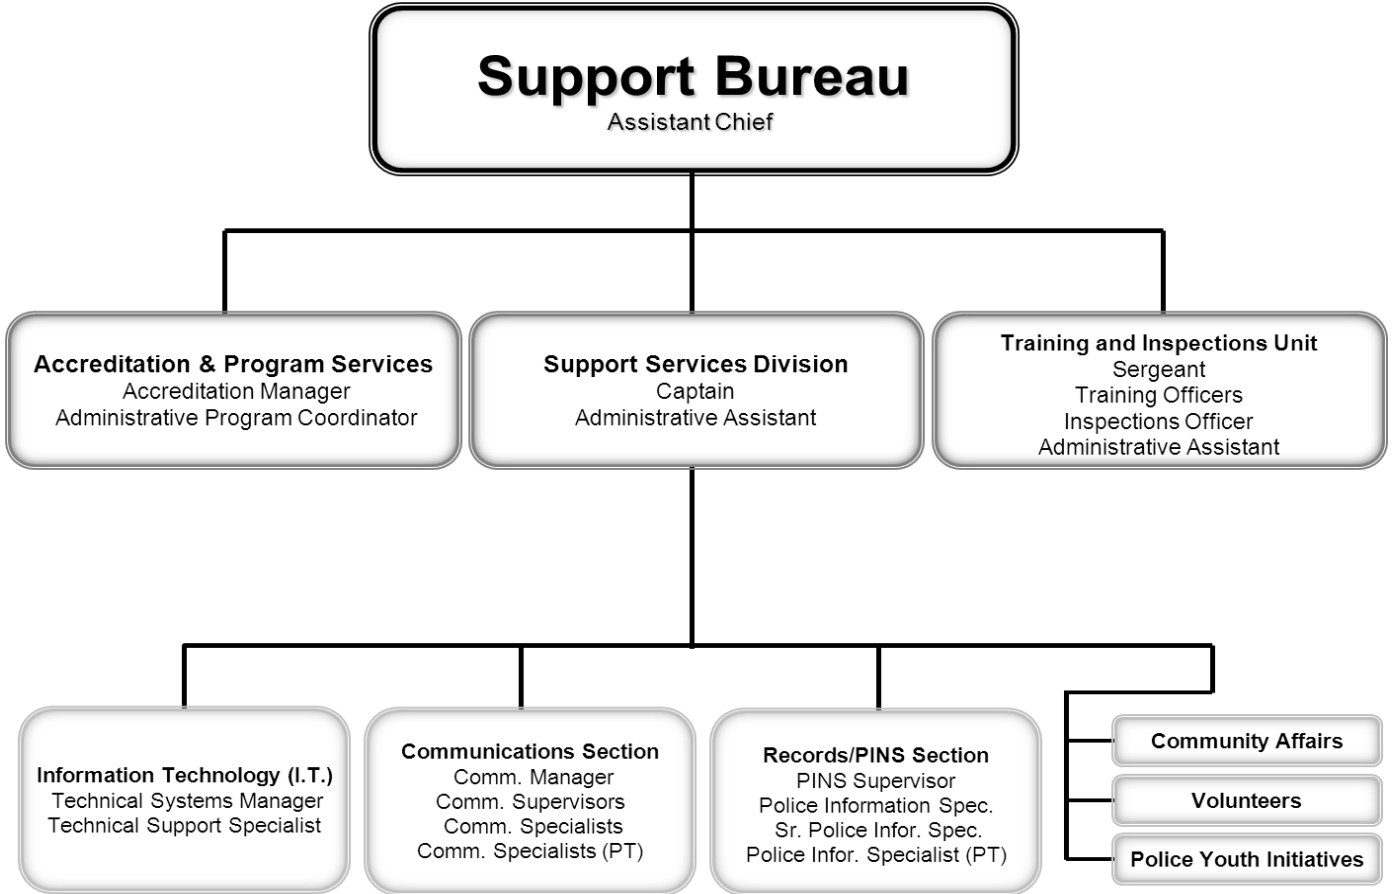 Support Bureau
Assistant Chief
Accreditation & Program Services
Accreditation Manager
Administrative Program Coordinator
Support Services Division
Captain
Administrative Assistant
Training and Inspections Unit
Sergeant
Training Officers
Inspections Officer
Administrative Assistant
Information Technology (I.T.)
Technical Systems Manager
Technical Support Specialist
Communications Section
Comm. Manager
Comm. Supervisors
Comm. Specialists
Comm. Specialists (PT)
Records/PINS Section
PINS Supervisor
Police Information Spec.
Sr. Police Infor. Spec.
Police Infor. Specialist (PT)
Community Affairs
Volunteers
Police Youth Initiatives